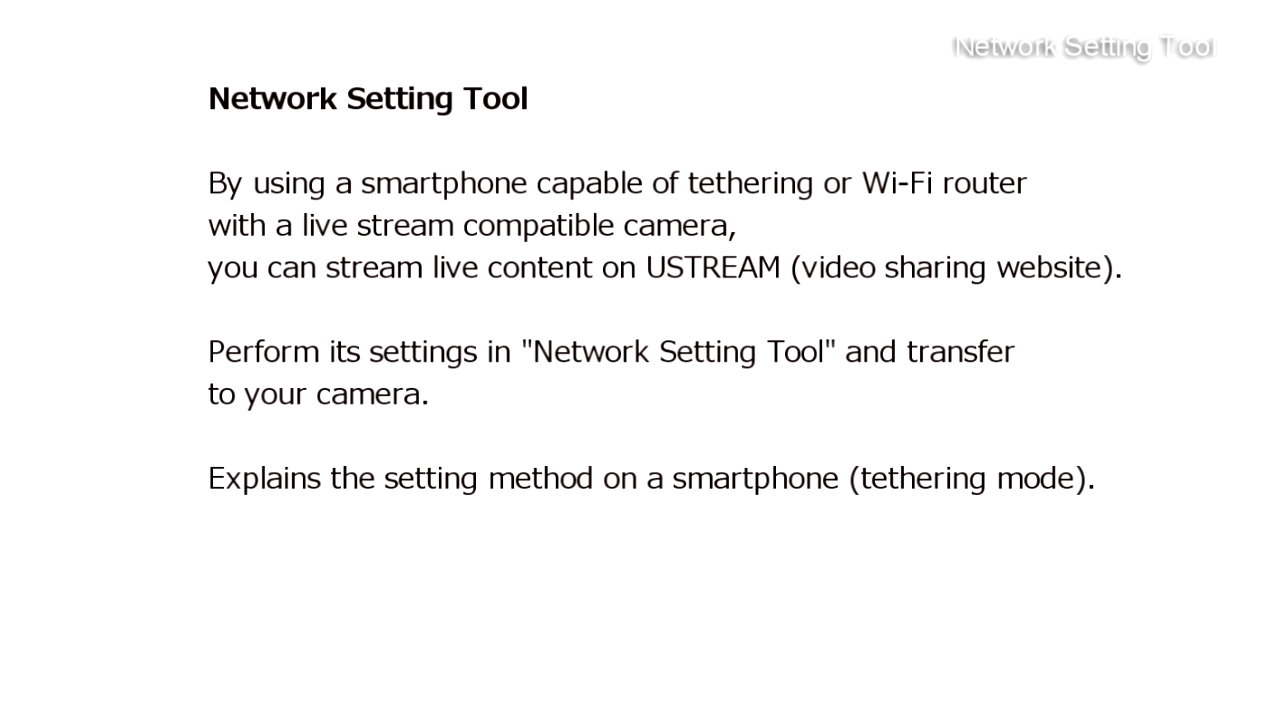 Network Setting Tool
Network Setting Tool
By using a smartphone capable of tethering or Wi-Fi router
with a live stream compatible camera,
you can stream live content on USTREAM (video sharing website).
Perform its settings in "Network Setting Tool" and transfer
to your camera.
Explains the setting method on a smartphone (tethering mode).